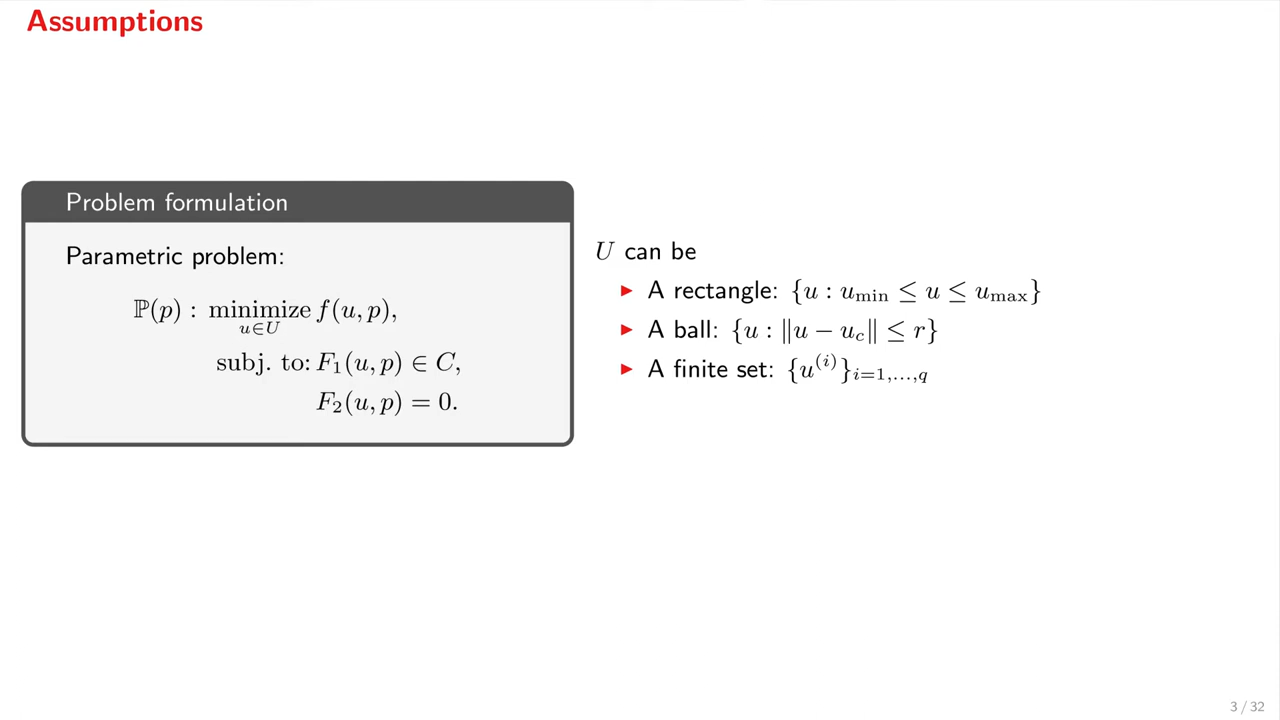 Assumptions
Problem formulation
Parametric problem:
ℙ(p) : minimize f(u, p),
u∈U
subj. to: F₁(u, p) ∈ C,
F₂(u, p) = 0.
U can be
▶ A rectangle: {u : u_min ≤ u ≤ u_max}
▶ A ball: {u : ‖u − u_c‖ ≤ r}
▶ A finite set: {u^(i)}_i=1,...,q
3 / 32